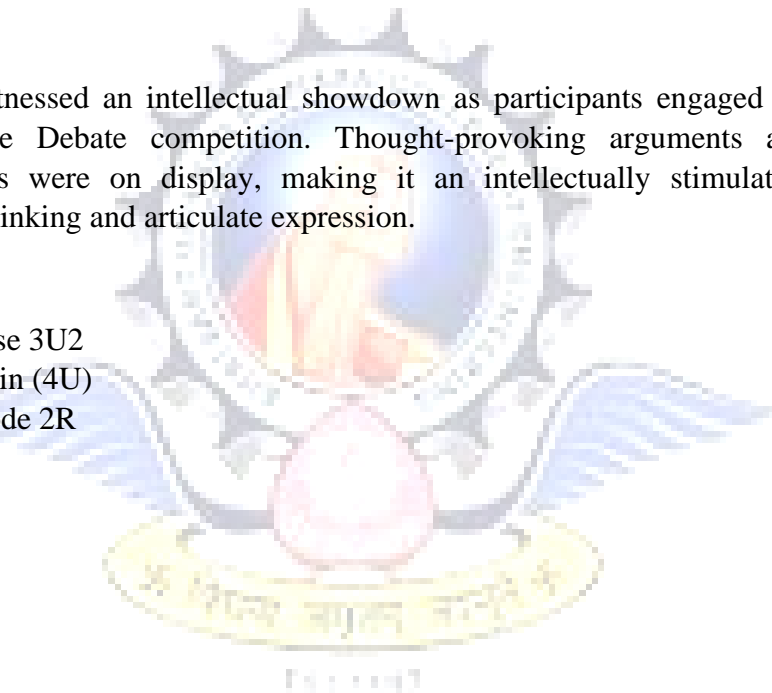 tnessed an intellectual showdown as participants engaged
e Debate competition. Thought-provoking arguments a
s were on display, making it an intellectually stimulat
inking and articulate expression.
se 3U2
in (4U)
de 2R